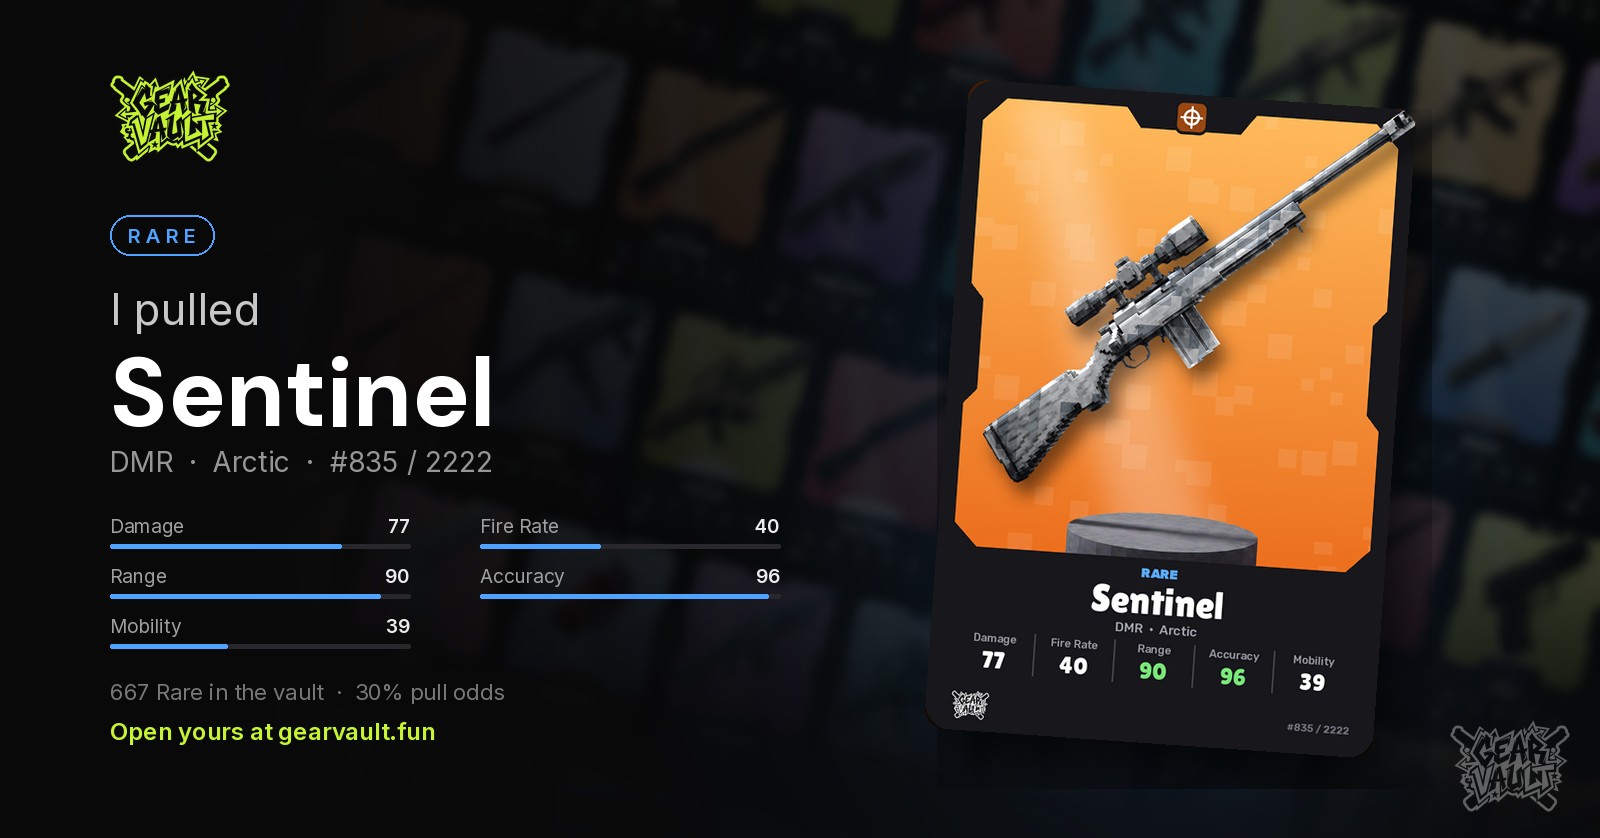 GEAR
VAULT
RARE
I pulled
Sentinel
DMR · Arctic · #835 / 2222
Damage 77
Fire Rate 40
Range 90
Accuracy 96
Mobility 39
667 Rare in the vault · 30% pull odds
Open yours at gearvault.fun
RARE
Sentinel
DMR · Arctic
Damage Fire Rate Range Accuracy Mobility
77 40 90 96 39
GEAR
VAULT
#835 / 2222
GEAR
VAULT